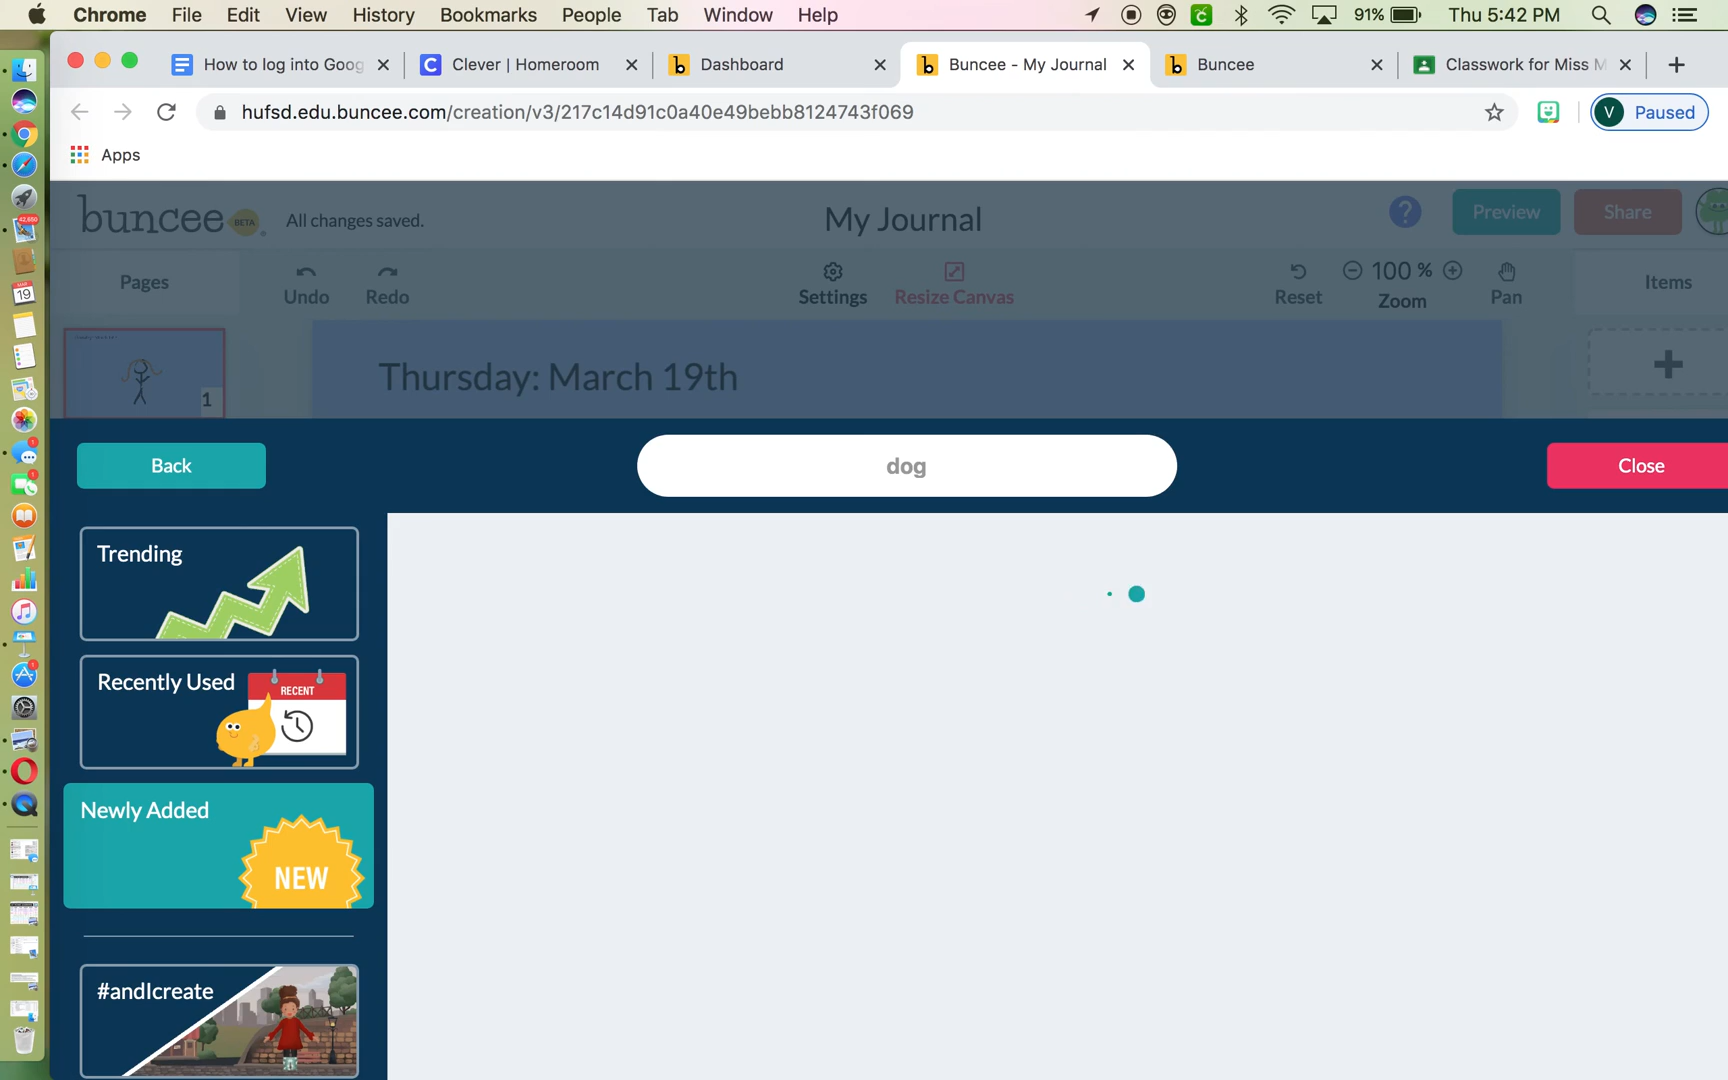 Chrome File Edit View History Bookmarks People Tab Window Help 91% Thu 5:42 PM
How to log into Goog Clever | Homeroom Dashboard Buncee - My Journal Buncee Classwork for Miss M
hufsd.edu.buncee.com/creation/v3/217c14d91c0a40e49bebb8124743f069 V Paused
Apps
buncee BETA All changes saved. My Journal ? Preview Share
Pages Undo Redo Settings Resize Canvas Reset 100 % Zoom Pan Items
1 Thursday: March 19th
Back dog Close
Trending
Recently Used
RECENT
Newly Added
NEW
#andIcreate